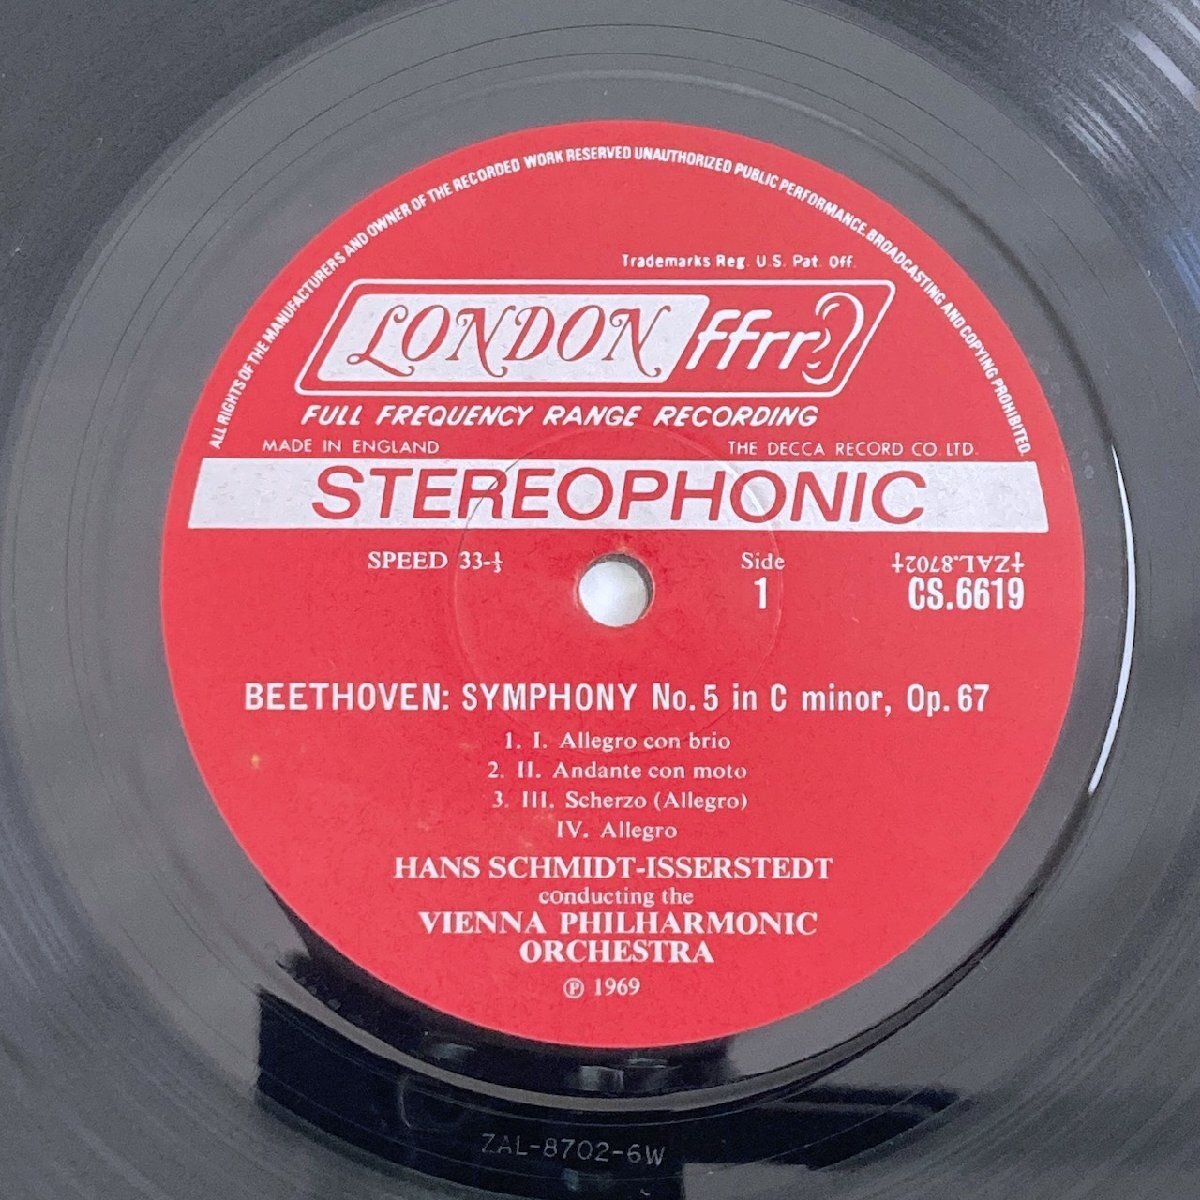 ALL RIGHTS OF THE MANUFACTURERS AND OWNER OF THE RECORDED WORK RESERVED UNAUTHORIZED PUBLIC PERFORMANCE, BROADCASTING AND COPYING PROHIBITED.
Trademarks Reg. U.S. Pat. Off.
LONDON ffrr
FULL FREQUENCY RANGE RECORDING
MADE IN ENGLAND THE DECCA RECORD CO. LTD.
STEREOPHONIC
SPEED 33-⅓ Side ‡ZAL.8702‡
1 CS.6619
BEETHOVEN: SYMPHONY No. 5 in C minor, Op. 67
1. I. Allegro con brio
2. II. Andante con moto
3. III. Scherzo (Allegro)
IV. Allegro
HANS SCHMIDT-ISSERSTEDT
conducting the
VIENNA PHILHARMONIC
ORCHESTRA
℗ 1969
ZAL-8702-6W